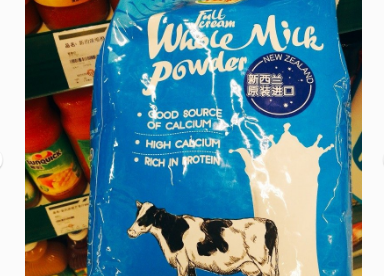 Full
Cream
Whole Milk
Powder
NEW ZEALAND
新西兰
原装进口
• GOOD SOURCE
OF CALCIUM
• HIGH CALCIUM
• RICH IN PROTEIN
SUNQUICK